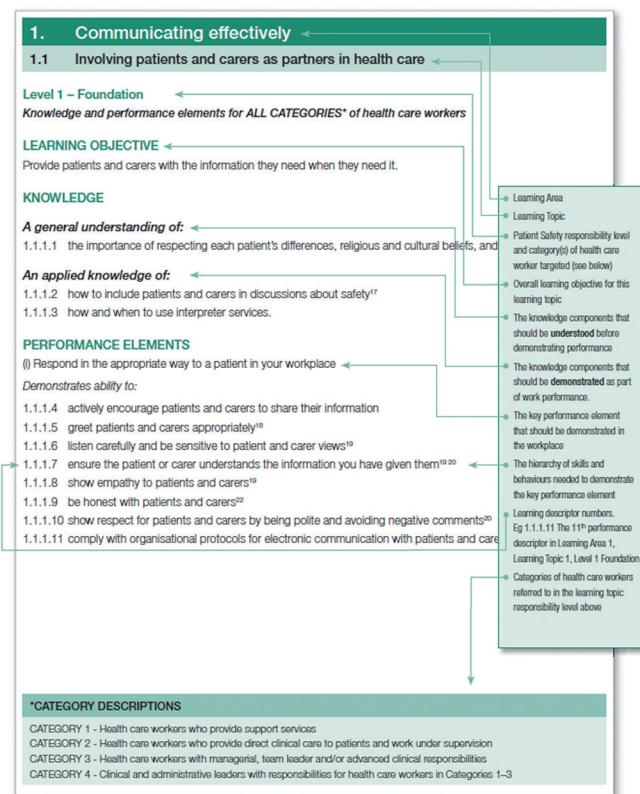 1. Communicating effectively
1.1 Involving patients and carers as partners in health care
Level 1 – Foundation
Knowledge and performance elements for ALL CATEGORIES* of health care workers
LEARNING OBJECTIVE
Provide patients and carers with the information they need when they need it.
KNOWLEDGE
A general understanding of:
1.1.1.1 the importance of respecting each patient's differences, religious and cultural beliefs, and
An applied knowledge of:
1.1.1.2 how to include patients and carers in discussions about safety¹⁷
1.1.1.3 how and when to use interpreter services.
PERFORMANCE ELEMENTS
(i) Respond in the appropriate way to a patient in your workplace
Demonstrates ability to:
1.1.1.4 actively encourage patients and carers to share their information
1.1.1.5 greet patients and carers appropriately¹⁸
1.1.1.6 listen carefully and be sensitive to patient and carer views¹⁹
1.1.1.7 ensure the patient or carer understands the information you have given them¹⁹ ²⁰
1.1.1.8 show empathy to patients and carers¹⁹
1.1.1.9 be honest with patients and carers²²
1.1.1.10 show respect for patients and carers by being polite and avoiding negative comments²⁰
1.1.1.11 comply with organisational protocols for electronic communication with patients and care
Learning Area
Learning Topic
Patient Safety responsibility level
and category(s) of health care
worker targeted (see below)
Overall learning objective for this
learning topic
The knowledge components that
should be understood before
demonstrating performance
The knowledge components that
should be demonstrated as part
of work performance.
The key performance element
that should be demonstrated in
the workplace
The hierarchy of skills and
behaviours needed to demonstrate
the key performance element
Learning descriptor numbers.
Eg 1.1.1.11 The 11th performance
descriptor in Learning Area 1,
Learning Topic 1, Level 1 Foundation
Categories of health care workers
referred to in the learning topic
responsibility level above
*CATEGORY DESCRIPTIONS
CATEGORY 1 - Health care workers who provide support services
CATEGORY 2 - Health care workers who provide direct clinical care to patients and work under supervision
CATEGORY 3 - Health care workers with managerial, team leader and/or advanced clinical responsibilities
CATEGORY 4 - Clinical and administrative leaders with responsibilities for health care workers in Categories 1–3